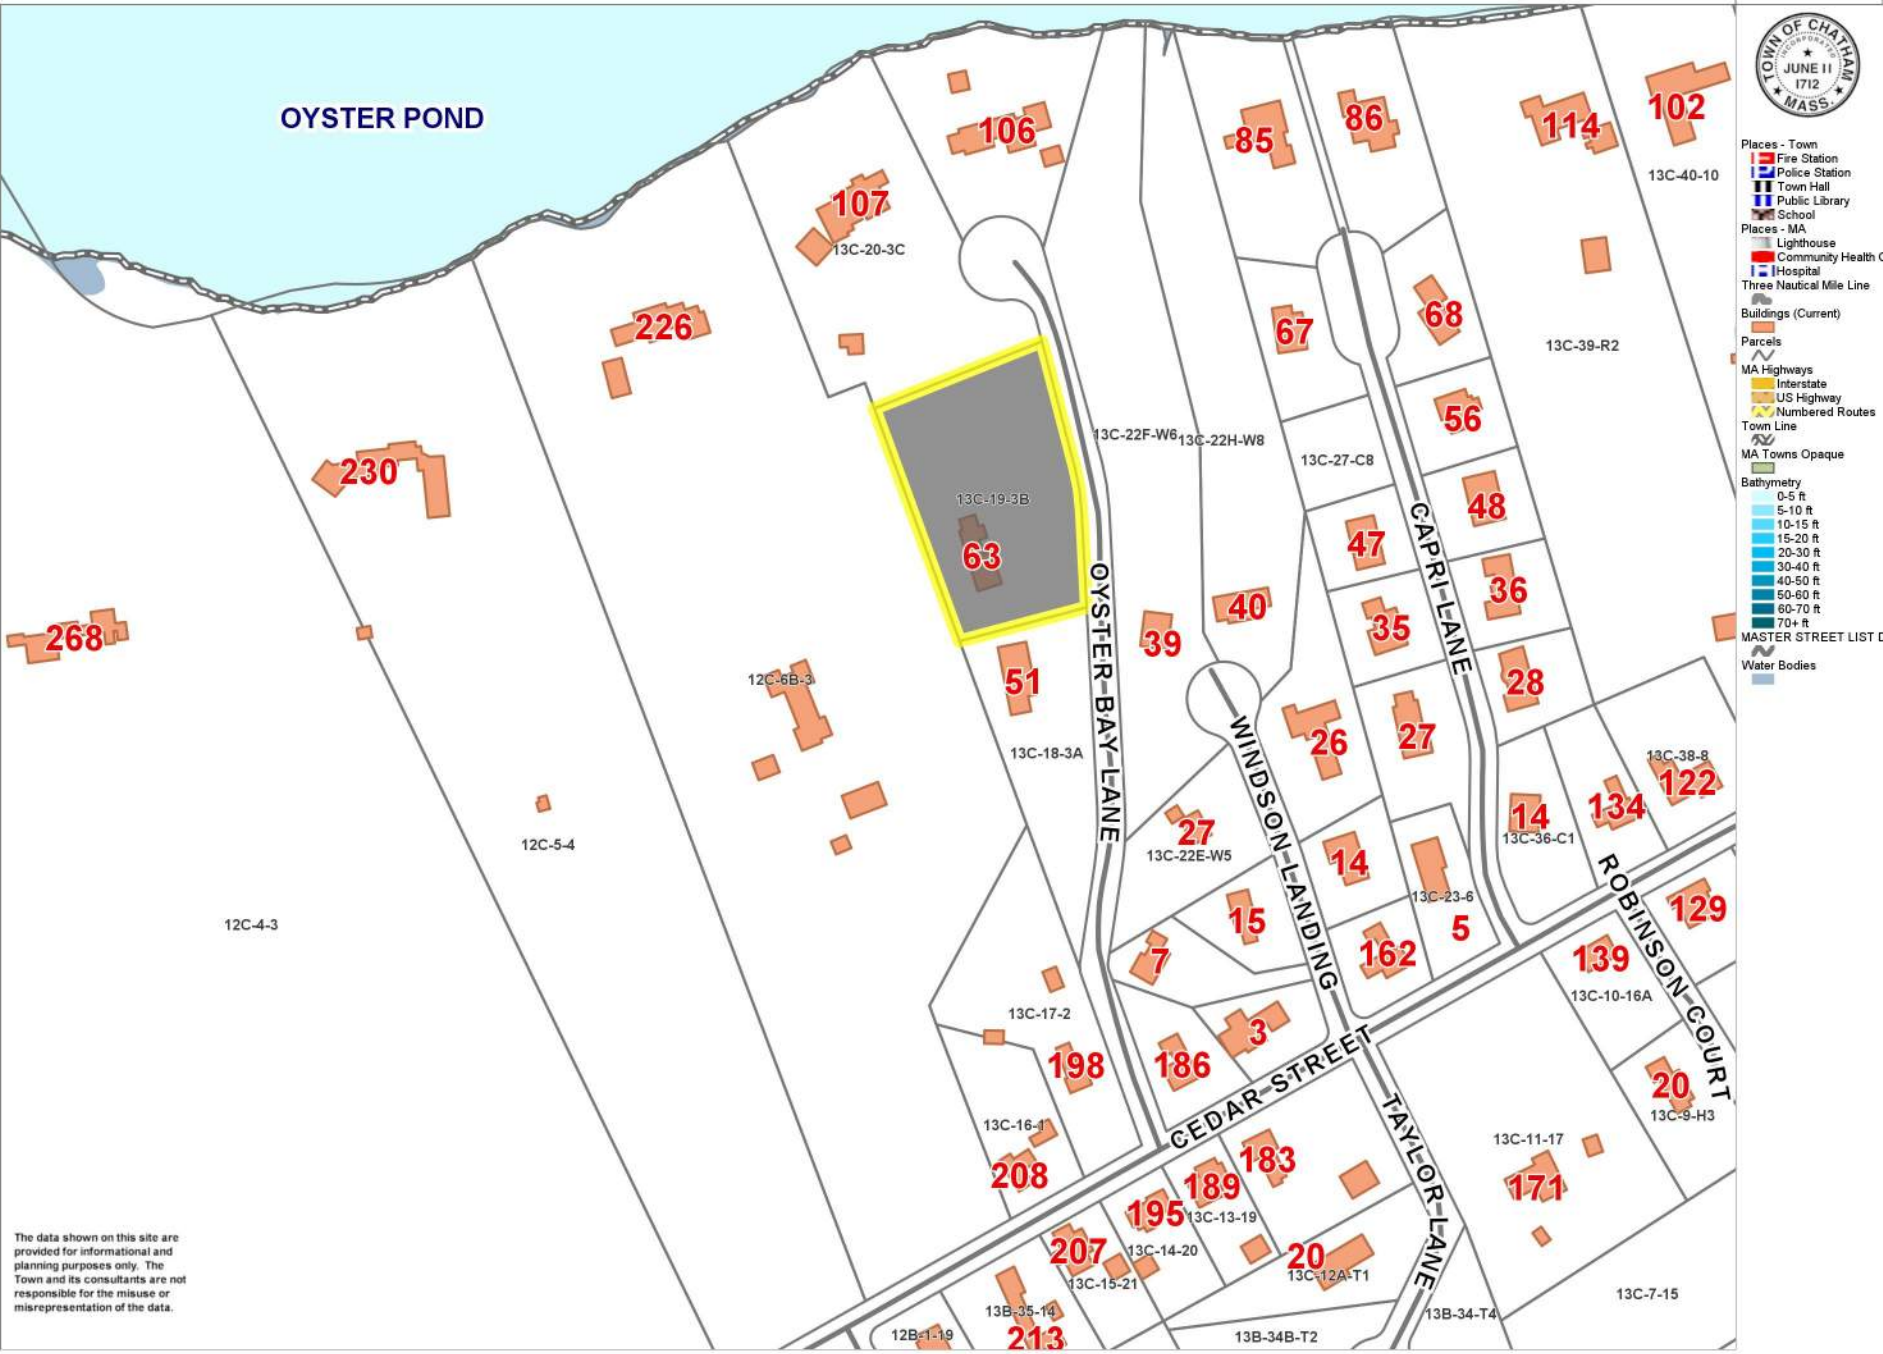 OYSTER POND
106
85
86
114
102
13C-40-10
107
13C-20-3C
226
67
68
13C-39-R2
56
13C-22F-W6
13C-22H-W8
13C-27-C8
230
13C-19-3B
48
CAPRI LANE
47
63
36
OYSTER BAY LANE
40
35
39
268
51
28
12C-6B-3
13C-18-3A
WINDSON LANDING
26
27
13C-38-8
122
134
14
13C-36-C1
27
13C-22E-W5
12C-5-4
14
13C-23-6
ROBINSON COURT
129
12C-4-3
15
5
7
162
139
13C-10-16A
13C-17-2
3
198
186
CEDAR STREET
20
13C-9-H3
TAYLOR LANE
13C-16-1
13C-11-17
208
183
171
189
13C-13-19
195
13C-14-20
207
20
13C-12A-T1
13C-15-21
13C-7-15
13B-35-14
213
12B-1-19
13B-34B-T2
13B-34-T4
The data shown on this site are
provided for informational and
planning purposes only. The
Town and its consultants are not
responsible for the misuse or
misrepresentation of the data.
TOWN OF CHATHAM
INCORPORATED
JUNE 11
1712
MASS.
Places - Town
Fire Station
Police Station
Town Hall
Public Library
School
Places - MA
Lighthouse
Community Health C
Hospital
Three Nautical Mile Line
Buildings (Current)
Parcels
MA Highways
Interstate
US Highway
Numbered Routes
Town Line
MA Towns Opaque
Bathymetry
0-5 ft
5-10 ft
10-15 ft
15-20 ft
20-30 ft
30-40 ft
40-50 ft
50-60 ft
60-70 ft
70+ ft
MASTER STREET LIST D
Water Bodies